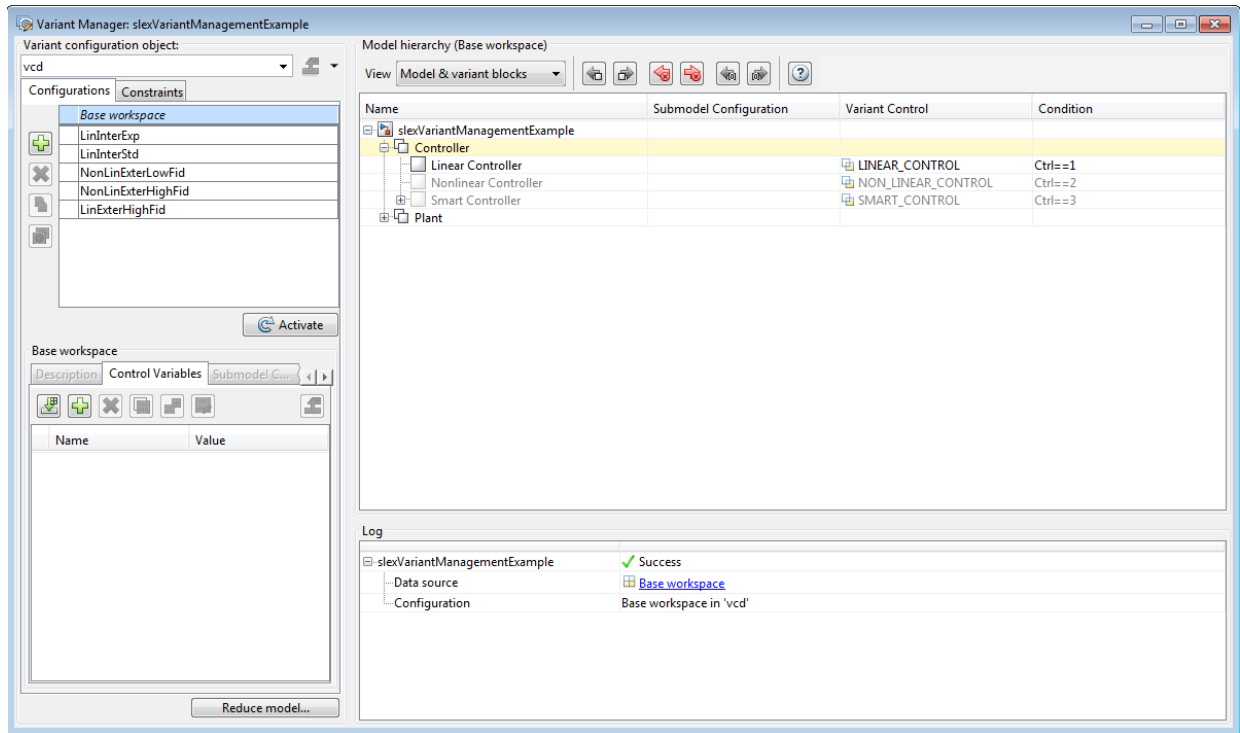 Variant Manager: slexVariantManagementExample
Variant configuration object:
vcd
Configurations Constraints
Base workspace
LinInterExp
LinInterStd
NonLinExterLowFid
NonLinExterHighFid
LinExterHighFid
Activate
Base workspace
Description Control Variables Submodel C...
Name Value
Reduce model...
Model hierarchy (Base workspace)
View Model & variant blocks
Name Submodel Configuration Variant Control Condition
slexVariantManagementExample
Controller
Linear Controller LINEAR_CONTROL Ctrl==1
Nonlinear Controller NON_LINEAR_CONTROL Ctrl==2
Smart Controller SMART_CONTROL Ctrl==3
Plant
Log
slexVariantManagementExample Success
Data source Base workspace
Configuration Base workspace in 'vcd'